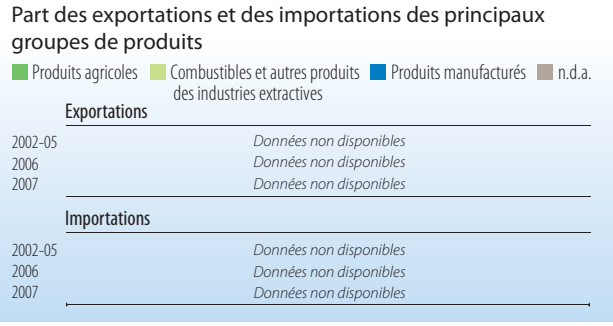 Part des exportations et des importations des principaux
groupes de produits
Produits agricoles Combustibles et autres produits des industries extractives Produits manufacturés n.d.a.
Exportations
2002-05 Données non disponibles
2006 Données non disponibles
2007 Données non disponibles
Importations
2002-05 Données non disponibles
2006 Données non disponibles
2007 Données non disponibles